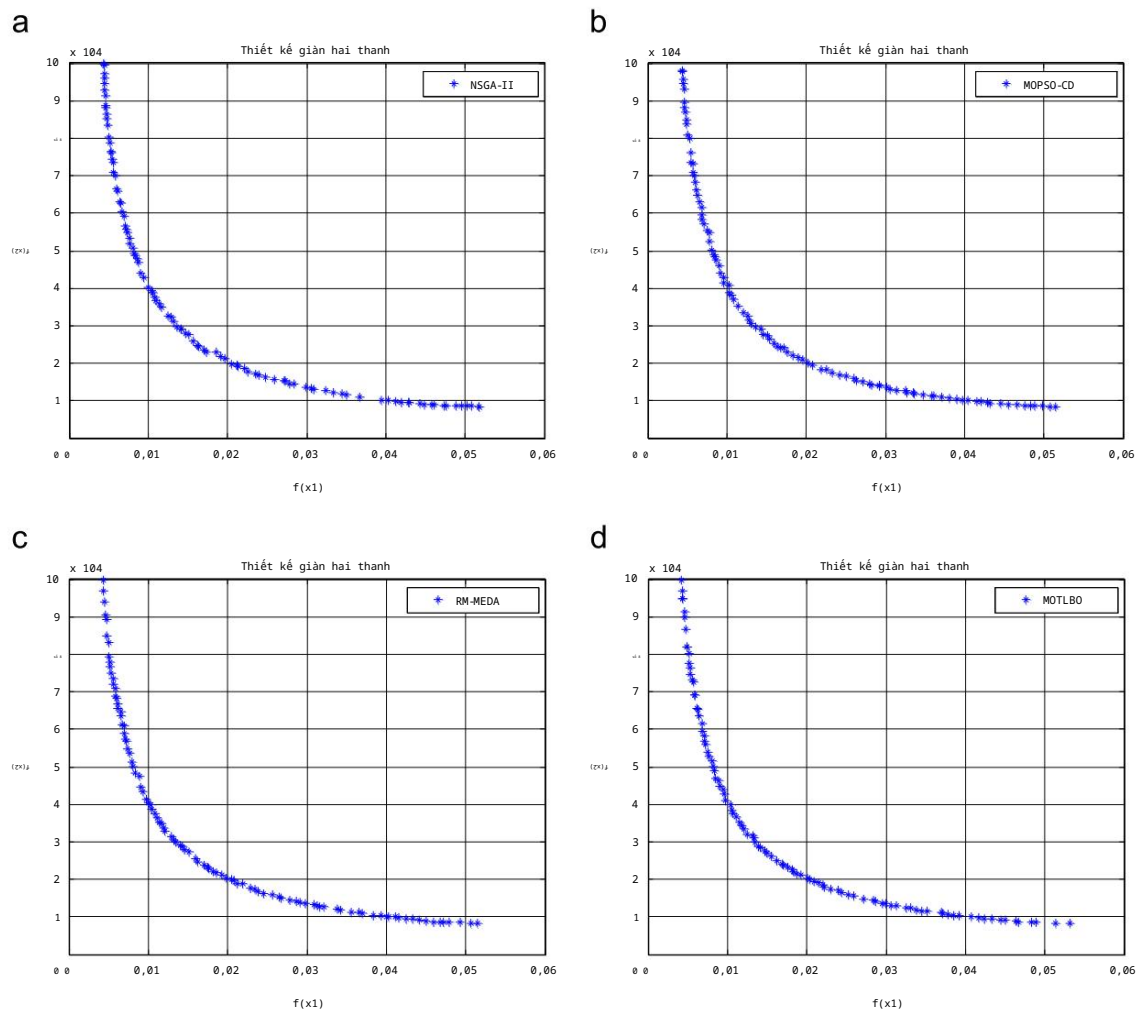 a
x 104
Thiết kế giàn hai thanh
NSGA-II
10
9
7
6
5
f(x2)
4
3
2
1
0 0
0,01
0,02
0,03
0,04
0,05
0,06
f(x1)
b
x 104
Thiết kế giàn hai thanh
MOPSO-CD
10
9
7
6
5
f(x2)
4
3
2
1
0 0
0,01
0,02
0,03
0,04
0,05
0,06
f(x1)
c
x 104
Thiết kế giàn hai thanh
RM-MEDA
10
9
7
6
5
f(x2)
4
3
2
1
0 0
0,01
0,02
0,03
0,04
0,05
0,06
f(x1)
d
x 104
Thiết kế giàn hai thanh
MOTLBO
10
9
7
6
5
f(x2)
4
3
2
1
0 0
0,01
0,02
0,03
0,04
0,05
0,06
f(x1)